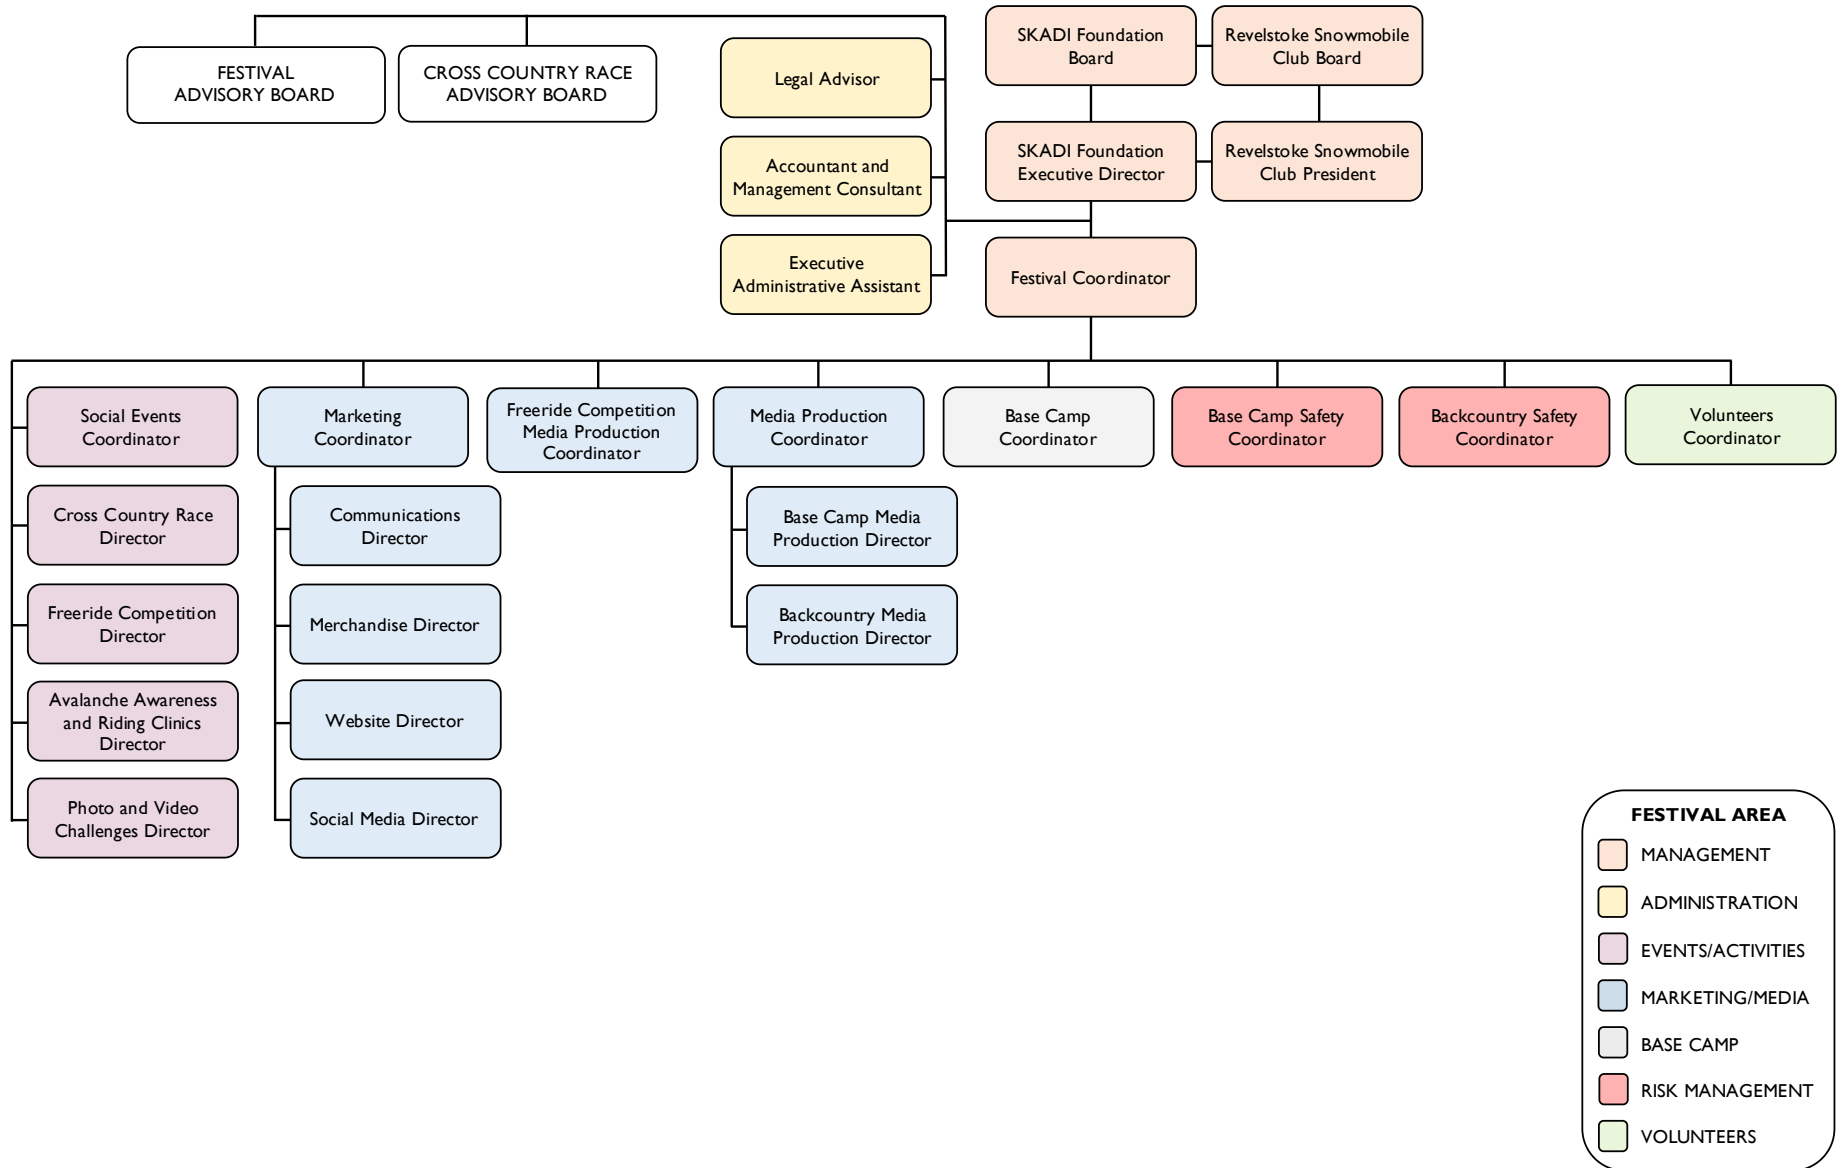 FESTIVAL
ADVISORY BOARD
CROSS COUNTRY RACE
ADVISORY BOARD
Legal Advisor
Accountant and
Management Consultant
Executive
Administrative Assistant
SKADI Foundation
Board
Revelstoke Snowmobile
Club Board
SKADI Foundation
Executive Director
Revelstoke Snowmobile
Club President
Festival Coordinator
Social Events
Coordinator
Cross Country Race
Director
Freeride Competition
Director
Avalanche Awareness
and Riding Clinics
Director
Photo and Video
Challenges Director
Marketing
Coordinator
Communications
Director
Merchandise Director
Website Director
Social Media Director
Freeride Competition
Media Production
Coordinator
Media Production
Coordinator
Base Camp Media
Production Director
Backcountry Media
Production Director
Base Camp
Coordinator
Base Camp Safety
Coordinator
Backcountry Safety
Coordinator
Volunteers
Coordinator
FESTIVAL AREA
MANAGEMENT
ADMINISTRATION
EVENTS/ACTIVITIES
MARKETING/MEDIA
BASE CAMP
RISK MANAGEMENT
VOLUNTEERS